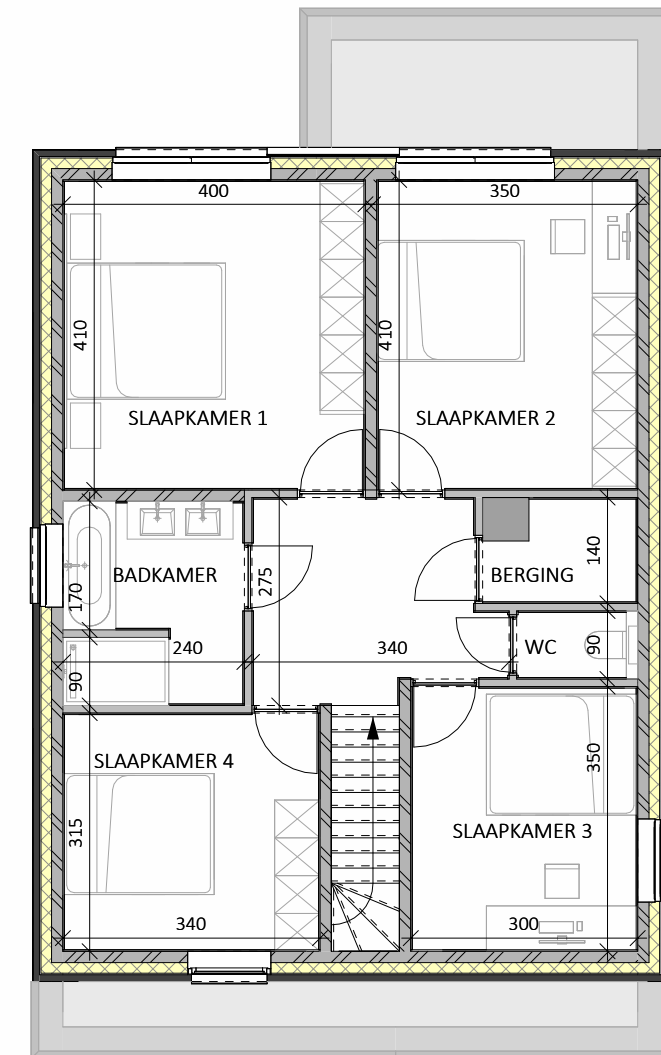 400
350
410
410
SLAAPKAMER 1
SLAAPKAMER 2
BADKAMER
275
BERGING
140
170
240
340
WC
90
90
SLAAPKAMER 4
350
315
SLAAPKAMER 3
340
300